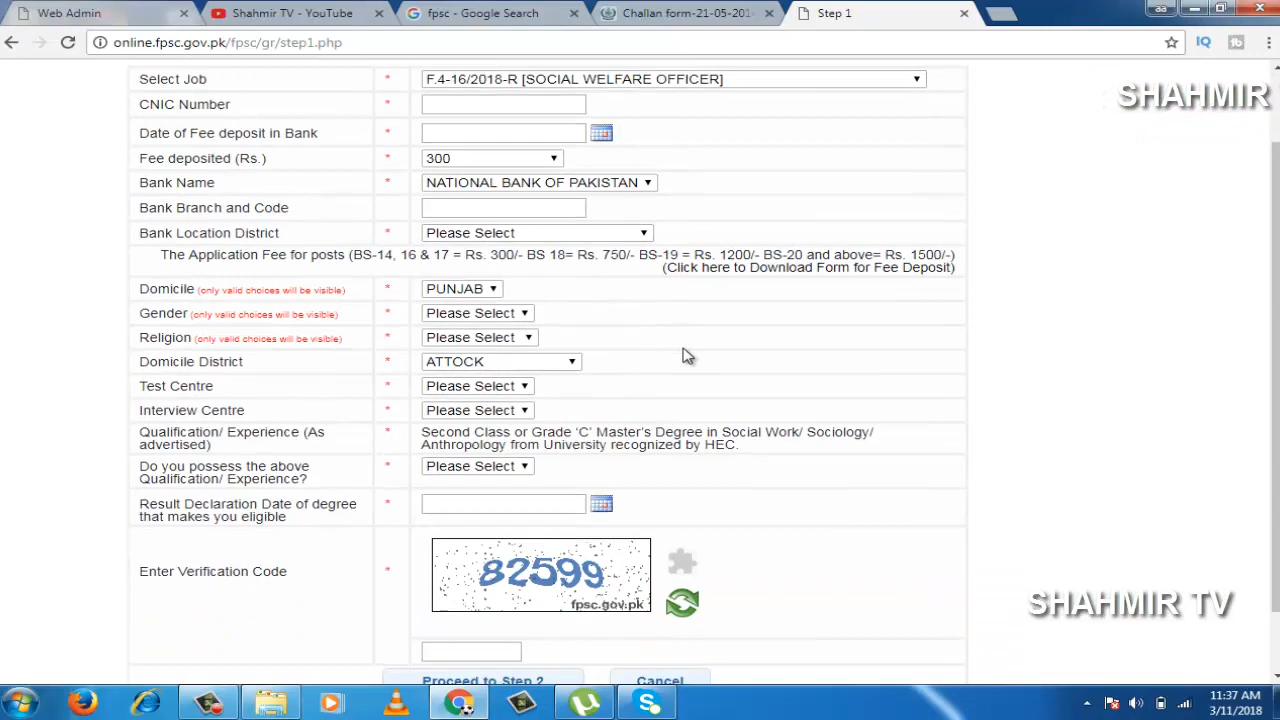 Web Admin
Shahmir TV - YouTube
fpsc - Google Search
Challan form-21-05-201
Step 1
online.fpsc.gov.pk/fpsc/gr/step1.php
SHAHMIR
Select Job * F.4-16/2018-R [SOCIAL WELFARE OFFICER]
CNIC Number *
Date of Fee deposit in Bank *
Fee deposited (Rs.) * 300
Bank Name * NATIONAL BANK OF PAKISTAN
Bank Branch and Code
Bank Location District * Please Select
The Application Fee for posts (BS-14, 16 & 17 = Rs. 300/- BS 18= Rs. 750/- BS-19 = Rs. 1200/- BS-20 and above= Rs. 1500/-)
(Click here to Download Form for Fee Deposit)
Domicile (only valid choices will be visible) * PUNJAB
Gender (only valid choices will be visible) * Please Select
Religion (only valid choices will be visible) * Please Select
Domicile District * ATTOCK
Test Centre * Please Select
Interview Centre * Please Select
Qualification/ Experience (As advertised) * Second Class or Grade ‘C’ Master’s Degree in Social Work/ Sociology/
Anthropology from University recognized by HEC.
Do you possess the above * Please Select
Qualification/ Experience?
Result Declaration Date of degree *
that makes you eligible
Enter Verification Code *
82599
fpsc.gov.pk
SHAHMIR TV
Proceed to Step 2
Cancel
11:37 AM
3/11/2018